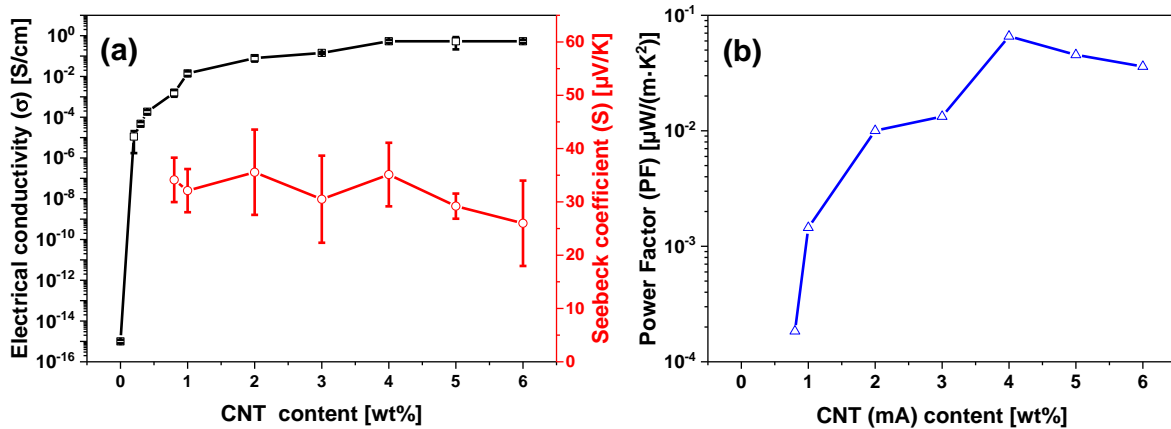 (a)
Electrical conductivity (σ) [S/cm]
10⁰
10⁻²
10⁻⁴
10⁻⁶
10⁻⁸
10⁻¹⁰
10⁻¹²
10⁻¹⁴
10⁻¹⁶
0 1 2 3 4 5 6
CNT content [wt%]
60
50
40
30
20
10
0
Seebeck coefficient (S) [µV/K]
(b)
Power Factor (PF) [µW/(m·K²)]
10⁻¹
10⁻²
10⁻³
10⁻⁴
0 1 2 3 4 5 6
CNT (mA) content [wt%]